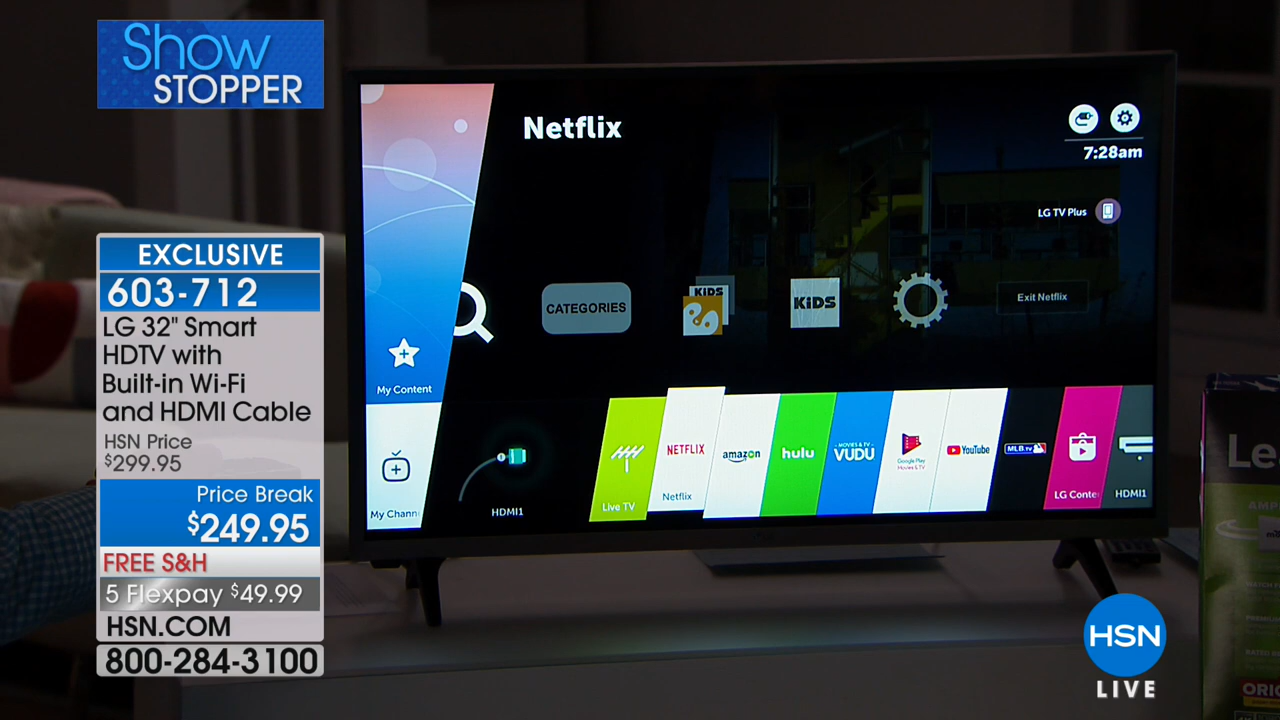 Show
STOPPER
EXCLUSIVE
603-712
LG 32" Smart
HDTV with
Built-in Wi-Fi
and HDMI Cable
HSN Price
$299.95
Price Break
$249.95
FREE S&H
5 Flexpay $49.99
HSN.COM
800-284-3100
Netflix
7:28am
LG TV Plus
CATEGORIES
KIDS
KIDS
Exit Netflix
My Content
My Chann
HDMI1
Live TV
NETFLIX
Netflix
amazon
hulu
MOVIES & TV
VUDU
Google Play
Movies & TV
YouTube
MLB.tv
LG Conte
HDMI1
Le
AMP
ORIG
HSN
LIVE